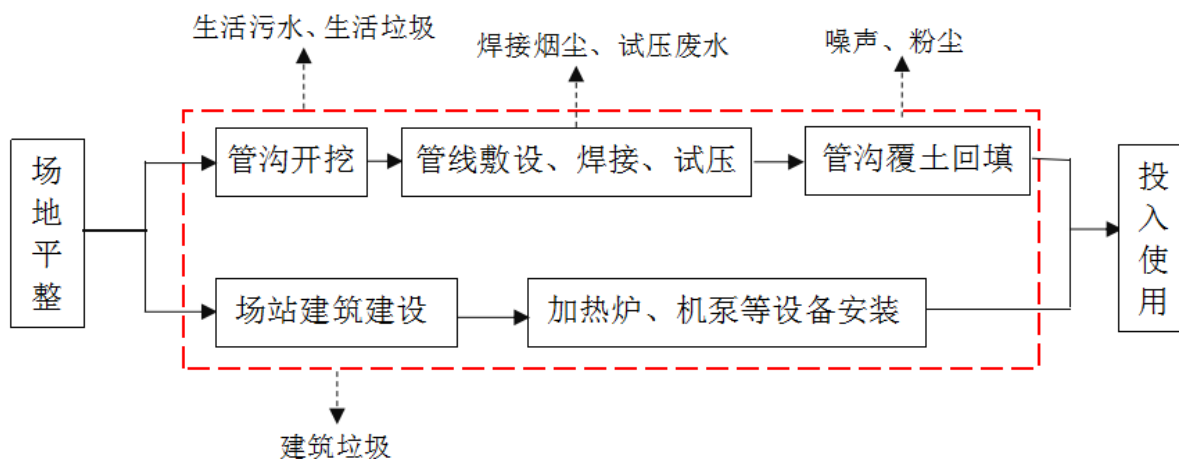 生活污水、生活垃圾
焊接烟尘、试压废水
噪声、粉尘
场地平整
管沟开挖
管线敷设、焊接、试压
管沟覆土回填
投入使用
场站建筑建设
加热炉、机泵等设备安装
建筑垃圾